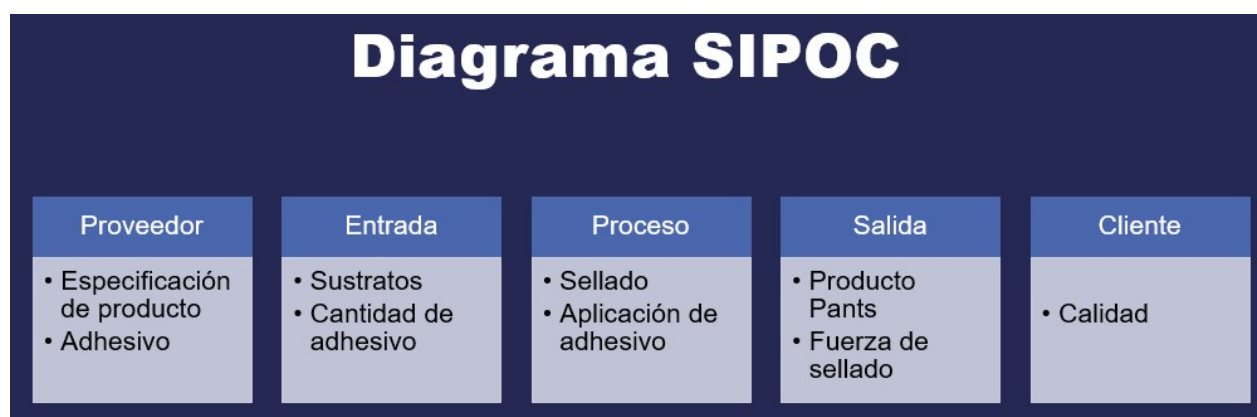 Diagrama SIPOC
Proveedor
• Especificación
de producto
• Adhesivo
Entrada
• Sustratos
• Cantidad de
adhesivo
Proceso
• Sellado
• Aplicación de
adhesivo
Salida
• Producto
Pants
• Fuerza de
sellado
Cliente
• Calidad